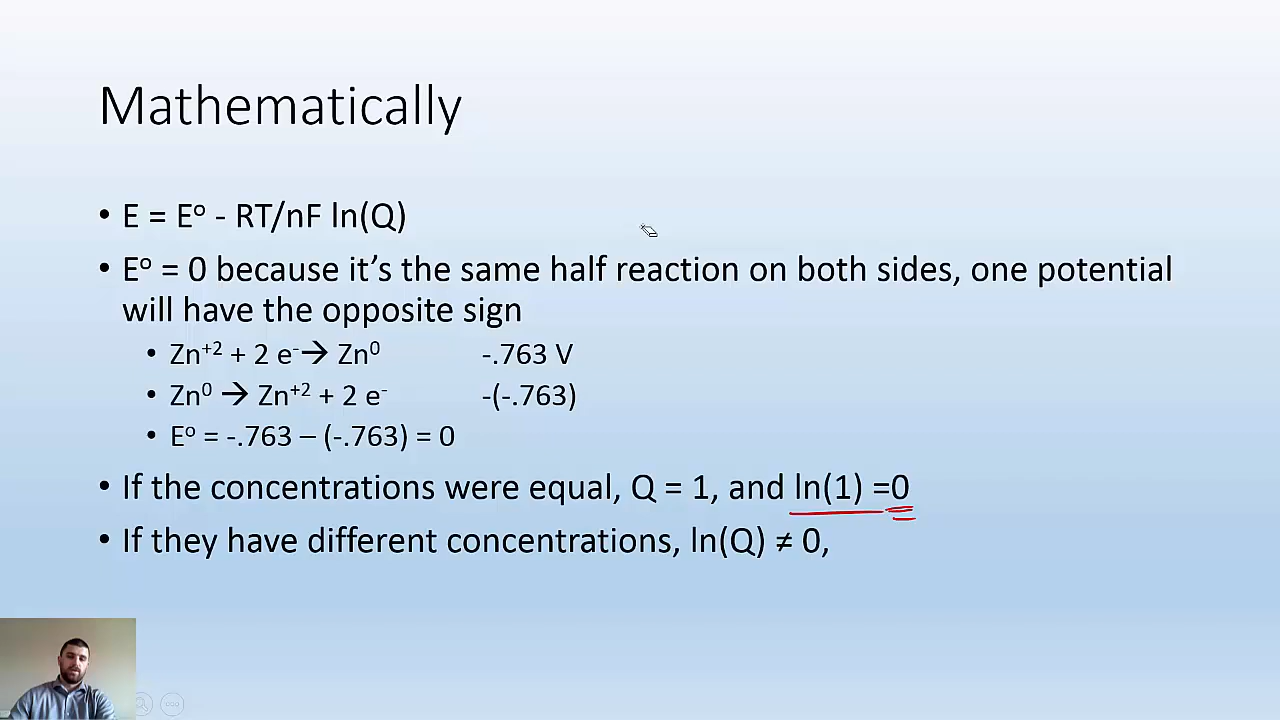 Mathematically
• E = Eᵒ - RT/nF ln(Q)
• Eᵒ = 0 because it’s the same half reaction on both sides, one potential
will have the opposite sign
• Zn⁺² + 2 e⁻→ Zn⁰ -.763 V
• Zn⁰ → Zn⁺² + 2 e⁻ -(-.763)
• Eᵒ = -.763 – (-.763) = 0
• If the concentrations were equal, Q = 1, and ln(1) =0
• If they have different concentrations, ln(Q) ≠ 0,